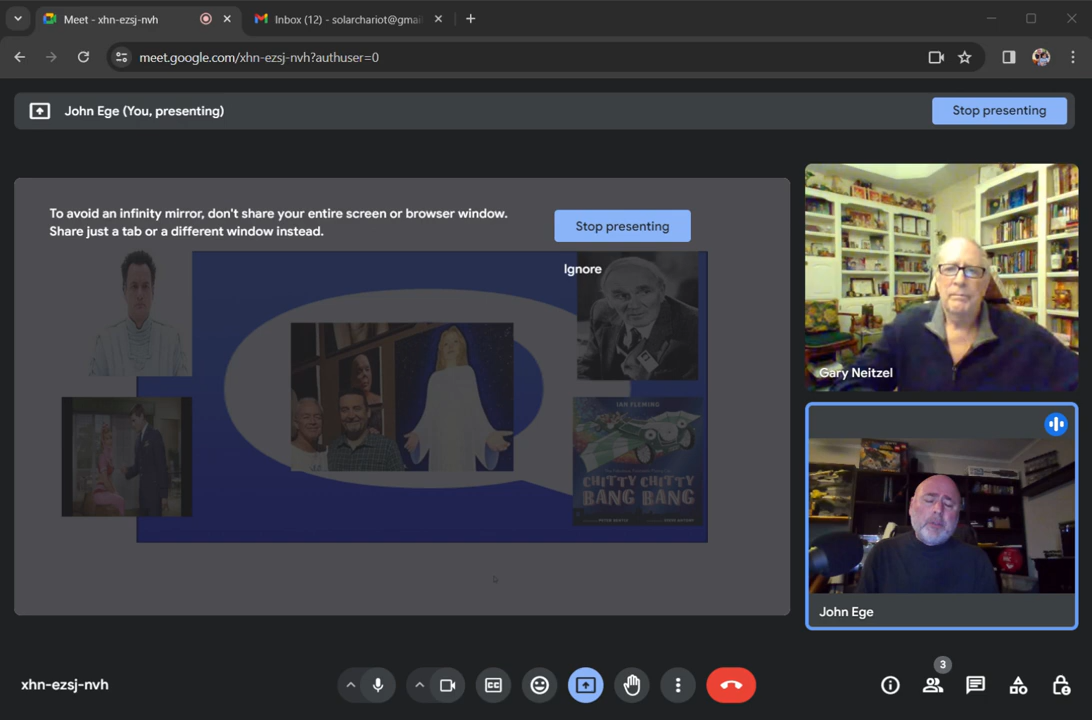 Meet - xhn-ezsj-nvh
Inbox (12) - solarchariot@gmai
meet.google.com/xhn-ezsj-nvh?authuser=0
John Ege (You, presenting)
Stop presenting
To avoid an infinity mirror, don't share your entire screen or browser window.
Share just a tab or a different window instead.
Stop presenting
Ignore
IAN FLEMING
CHITTY CHITTY
BANG BANG
Gary Neitzel
John Ege
xhn-ezsj-nvh
CC
3